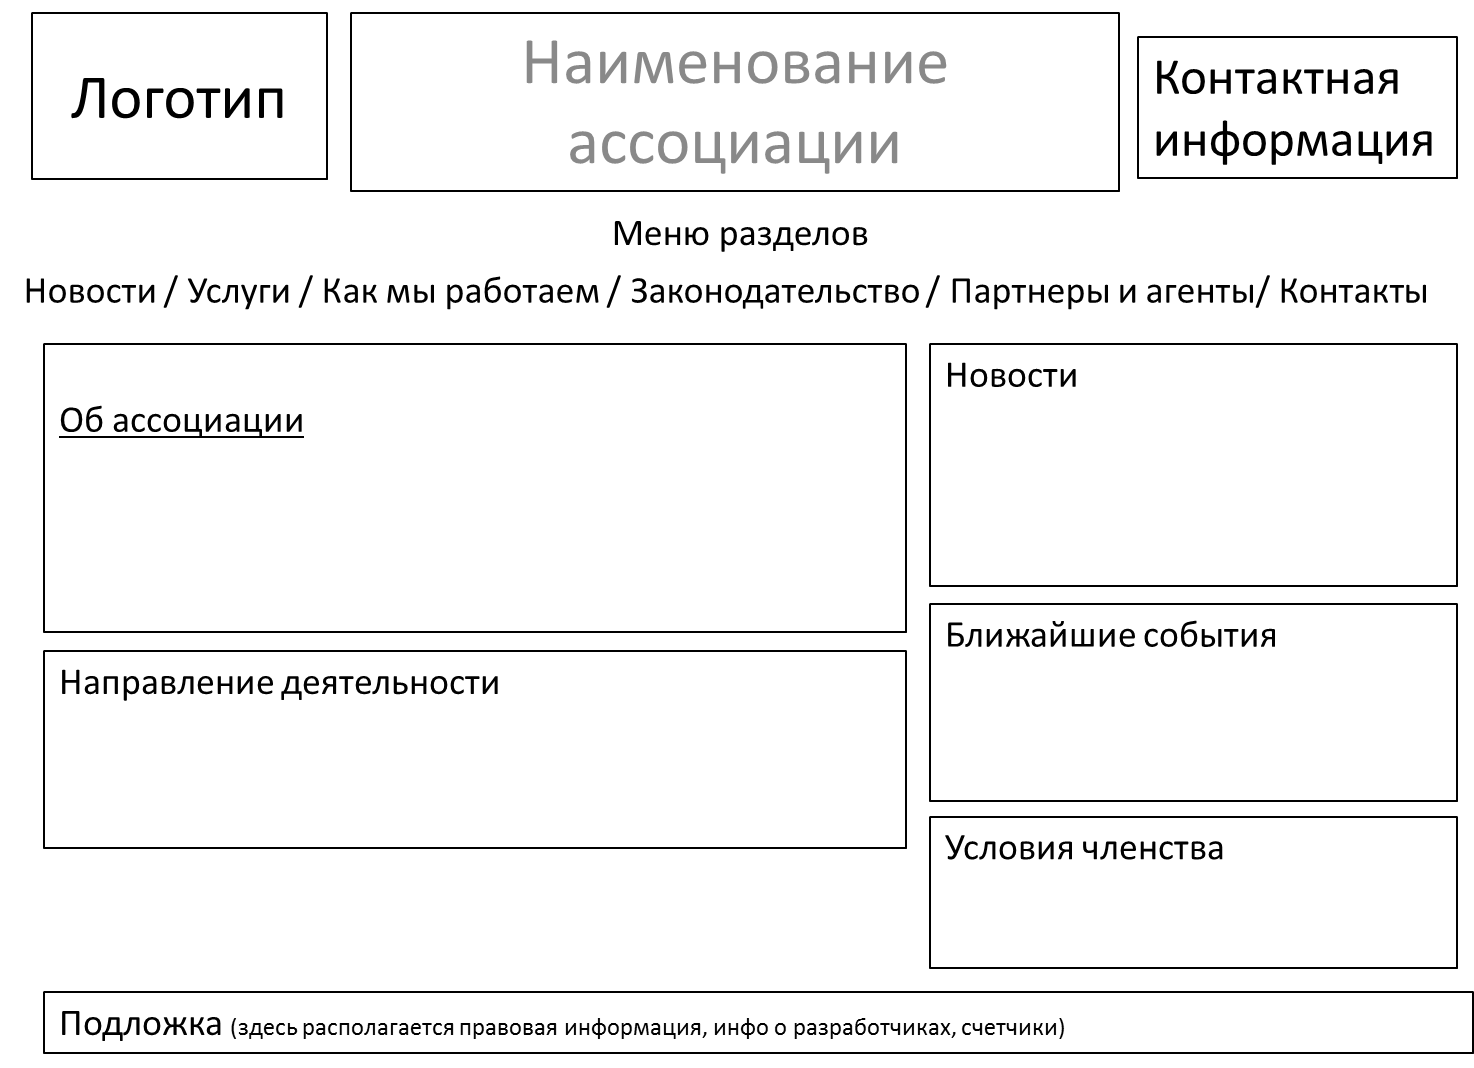 Логотип
Наименование
ассоциации
Контактная
информация
Меню разделов
Новости / Услуги / Как мы работаем / Законодательство / Партнеры и агенты/ Контакты
Об ассоциации
Направление деятельности
Новости
Ближайшие события
Условия членства
Подложка (здесь располагается правовая информация, инфо о разработчиках, счетчики)